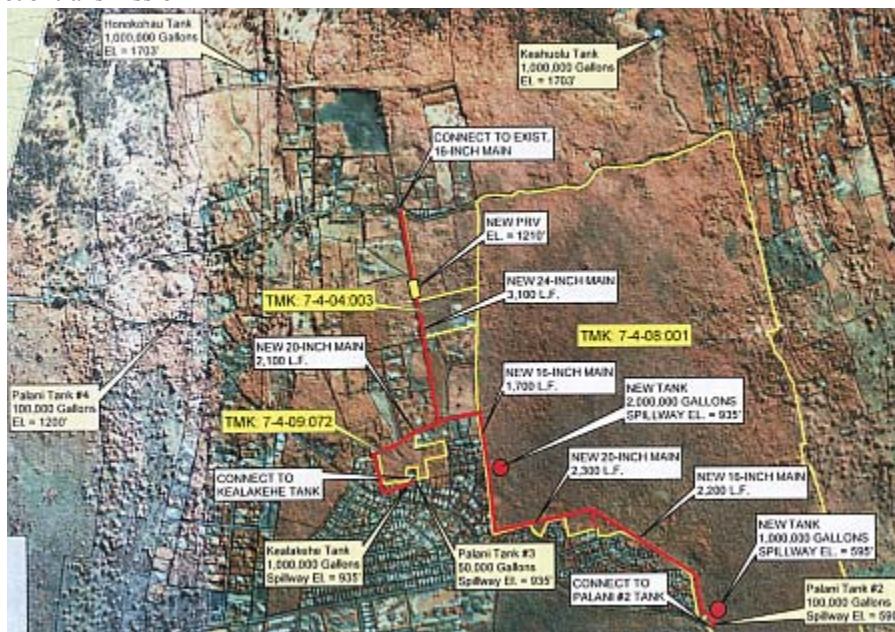 Honokohau Tank
1,000,000 Gallons
El. = 1703'
Keahuolu Tank
1,000,000 Gallons
El. = 1703'
CONNECT TO EXIST.
16-INCH MAIN
NEW PRV
EL. = 1210'
TMK: 7-4-04:003
NEW 24-INCH MAIN
3,100 L.F.
NEW 20-INCH MAIN
2,100 L.F.
TMK: 7-4-08:001
NEW 16-INCH MAIN
1,700 L.F.
NEW TANK
2,000,000 GALLONS
SPILLWAY EL. = 935'
Palani Tank #4
100,000 Gallons
El. = 1200'
TMK: 7-4-09:072
NEW 20-INCH MAIN
2,300 L.F.
CONNECT TO
KEALAKEHE TANK
NEW 16-INCH MAIN
2,200 L.F.
NEW TANK
1,000,000 GALLONS
SPILLWAY EL. = 595'
Kealakehe Tank
1,000,000 Gallons
Spillway El. = 935'
Palani Tank #3
50,000 Gallons
Spillway El. = 935'
CONNECT TO
PALANI #2 TANK
Palani Tank #2
100,000 Gallons
Spillway El. = 595